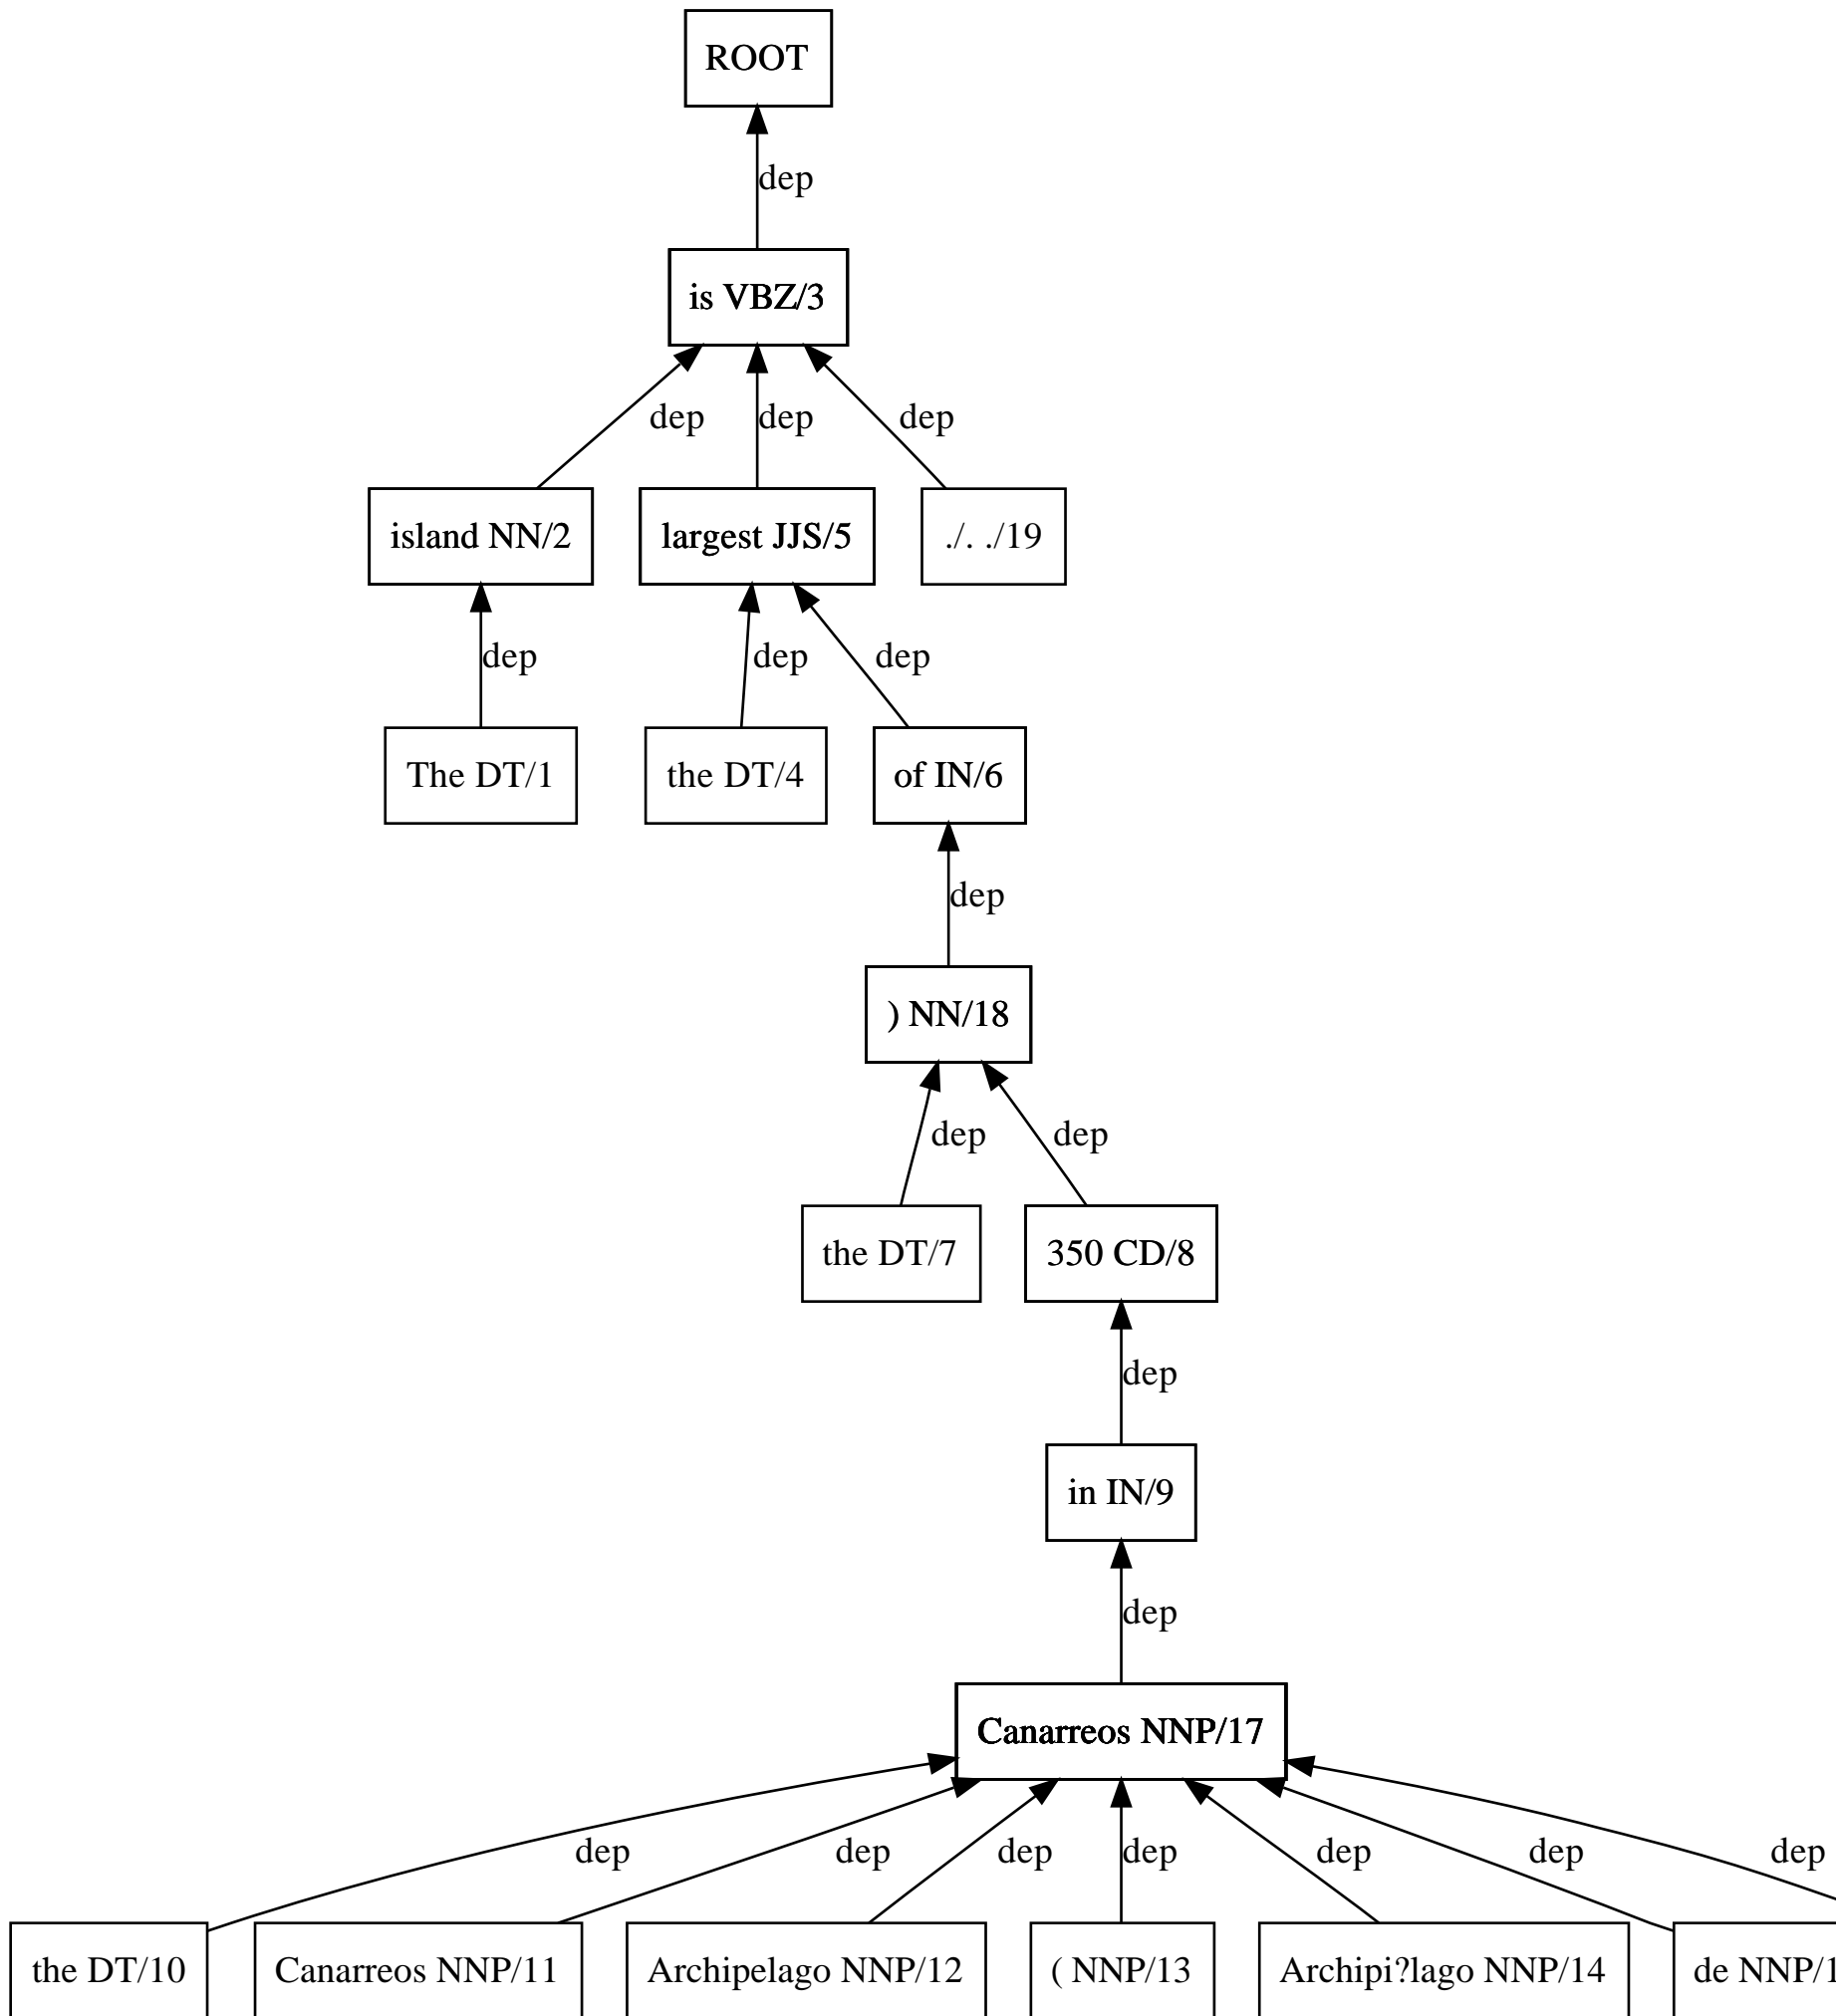 ROOT
dep
is VBZ/3
dep dep dep
island NN/2 largest JJS/5 ./. ./19
dep dep dep
The DT/1 the DT/4 of IN/6
dep
) NN/18
dep dep
the DT/7 350 CD/8
dep
in IN/9
dep
Canarreos NNP/17
dep dep dep dep dep dep dep
the DT/10 Canarreos NNP/11 Archipelago NNP/12 ( NNP/13 Archipi?lago NNP/14 de NNP/1